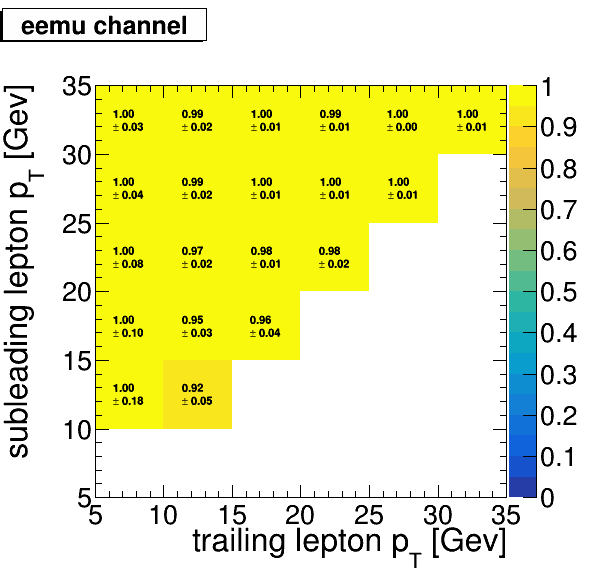 eemu channel
subleading lepton p_T [Gev]
35
30
25
20
15
10
5
1.00 0.99 1.00 0.99 1.00 1.00
± 0.03 ± 0.02 ± 0.01 ± 0.01 ± 0.00 ± 0.01
1.00 0.99 1.00 1.00 1.00
± 0.04 ± 0.02 ± 0.01 ± 0.01 ± 0.01
1.00 0.97 0.98 0.98
± 0.08 ± 0.02 ± 0.01 ± 0.02
1.00 0.95 0.96
± 0.10 ± 0.03 ± 0.04
1.00 0.92
± 0.18 ± 0.05
5 10 15 20 25 30 35
trailing lepton p_T [Gev]
1
0.9
0.8
0.7
0.6
0.5
0.4
0.3
0.2
0.1
0